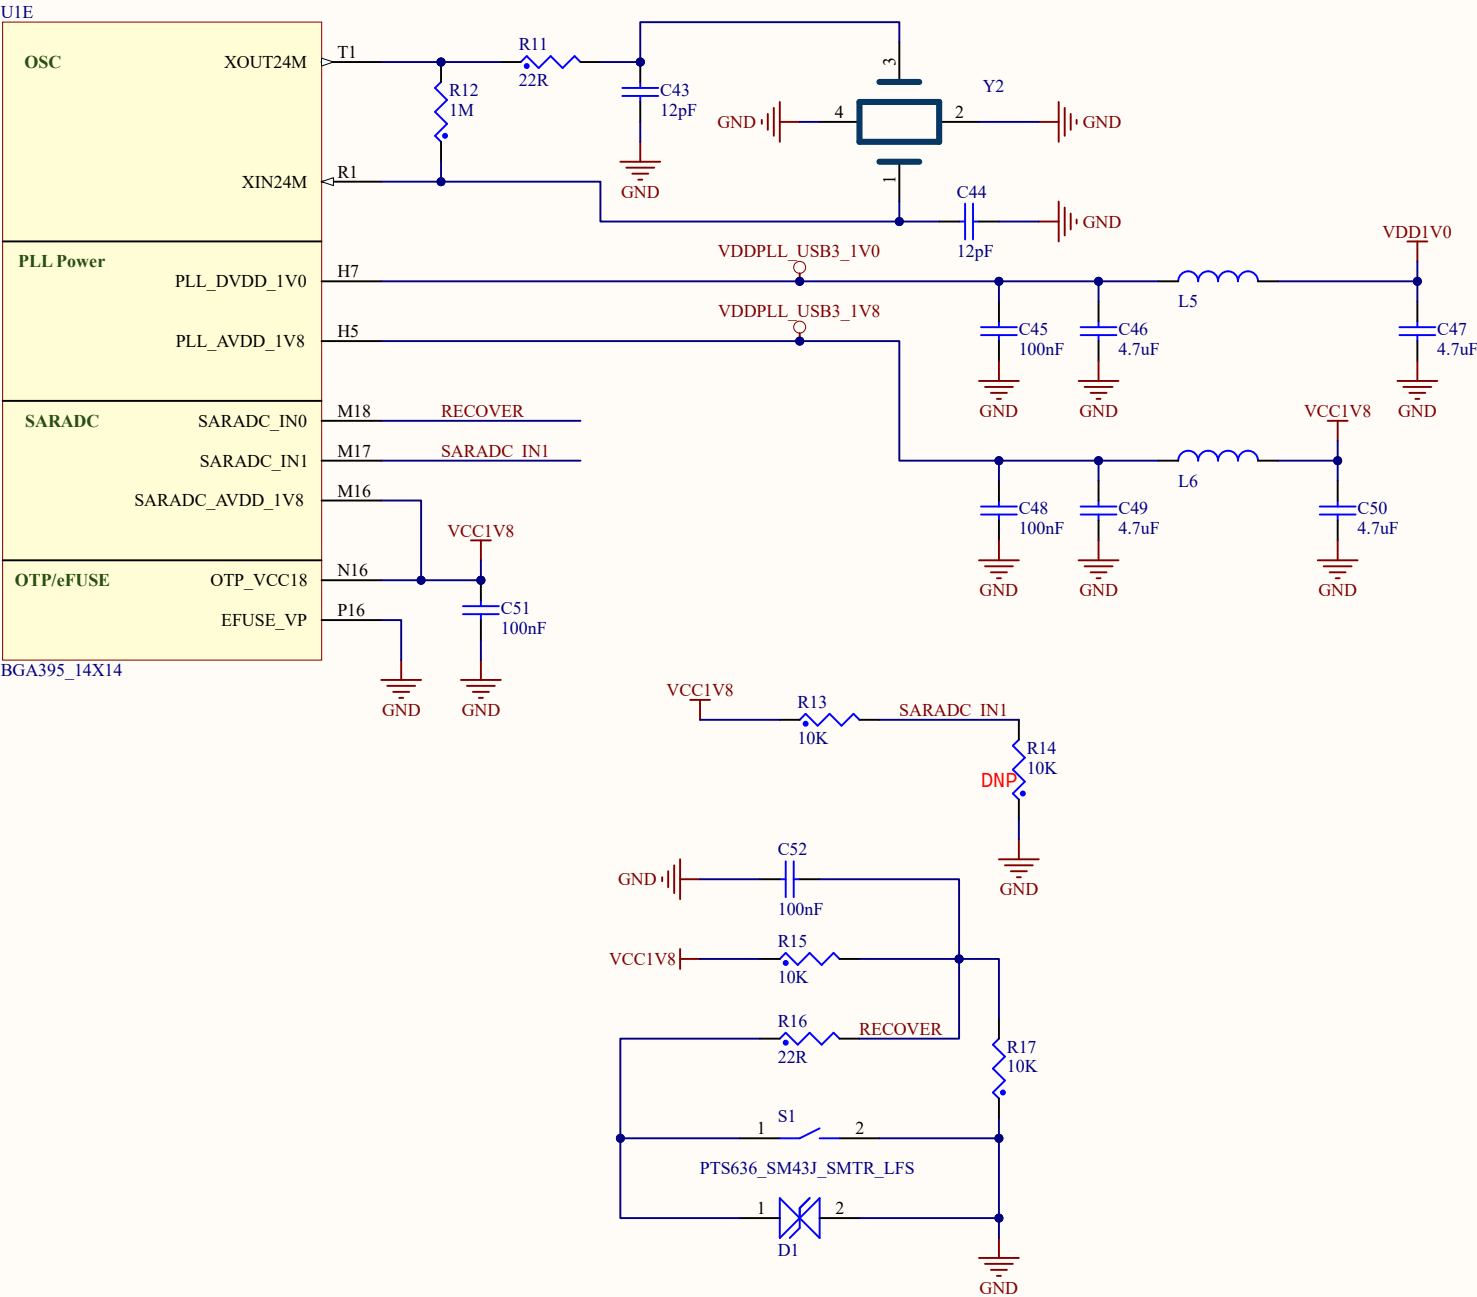 U1E
OSC
XOUT24M
T1
R11
22R
R12
1M
C43
12pF
GND
3
Y2
GND
4
2
GND
XIN24M
R1
1
C44
12pF
GND
PLL Power
PLL_DVDD_1V0
H7
VDDPLL_USB3_1V0
VDD1V0
L5
PLL_AVDD_1V8
H5
VDDPLL_USB3_1V8
C45
100nF
GND
C46
4.7uF
GND
C47
4.7uF
GND
SARADC
SARADC_IN0
M18
RECOVER
SARADC_IN1
M17
SARADC_IN1
SARADC_AVDD_1V8
M16
VCC1V8
L6
C48
100nF
GND
C49
4.7uF
GND
C50
4.7uF
GND
VCC1V8
OTP/eFUSE
OTP_VCC18
N16
EFUSE_VP
P16
C51
100nF
BGA395_14X14
GND
GND
VCC1V8
R13
10K
SARADC_IN1
R14
10K
DNP
GND
C52
GND
100nF
R15
VCC1V8
10K
R16
RECOVER
22R
R17
10K
S1
1
2
PTS636_SM43J_SMTR_LFS
1
2
D1
GND